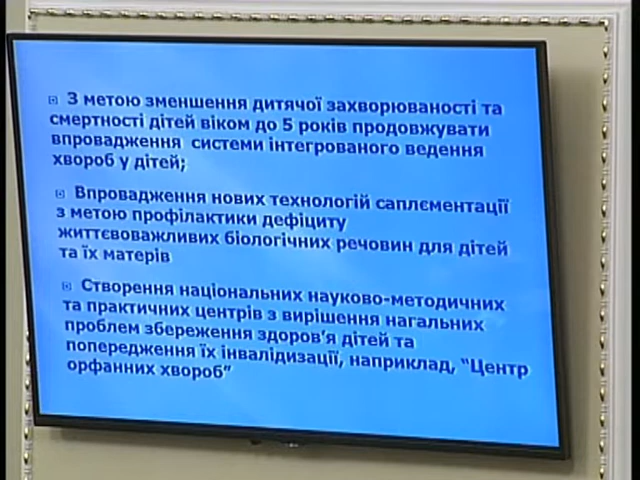 З метою зменшення дитячої захворюваності та
смертності дітей віком до 5 років продовжувати
впровадження системи інтегрованого ведення
хвороб у дітей;
Впровадження нових технологій саплєментації
з метою профілактики дефіциту
життєвоважливих біологічних речовин для дітей
та їх матерів
Створення національних науково-методичних
та практичних центрів з вирішення нагальних
проблем збереження здоров'я дітей та
попередження їх інвалідизації, наприклад, "Центр
орфанних хвороб"